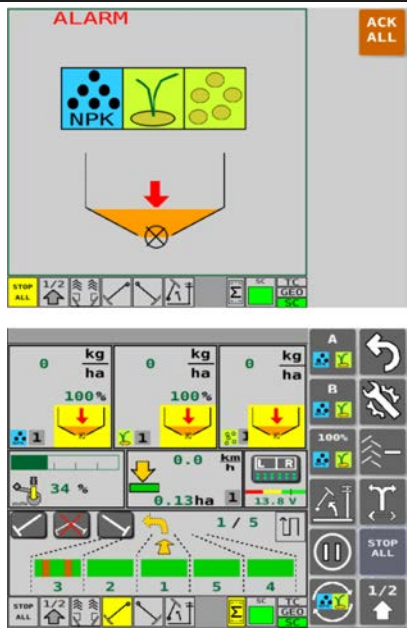 ALARM
ACK
ALL
NPK
STOP
ALL
1/2
Σ
SC
TC
GEO
SC
0 kg/ha
0 kg/ha
0 kg/ha
A
100%
100%
1
1
1
B
34 %
0.0 km/h
0.13ha
1
L R
13.8 V
100%
1 / 5
3 2 1 5 4
STOP
ALL
1/2
STOP
ALL
1/2
Σ
SC
TC
GEO
SC